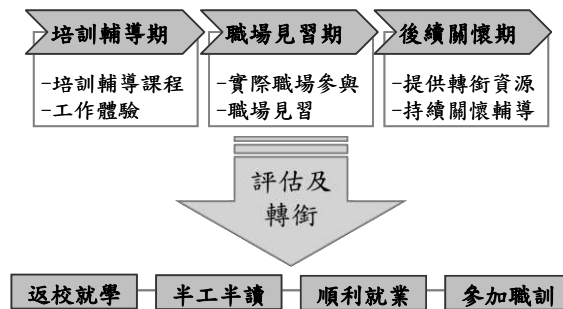 培訓輔導期
職場見習期
後續關懷期
-培訓輔導課程
-工作體驗
-實際職場參與
-職場見習
-提供轉銜資源
-持續關懷輔導
評估及
轉銜
返校就學
半工半讀
順利就業
參加職訓